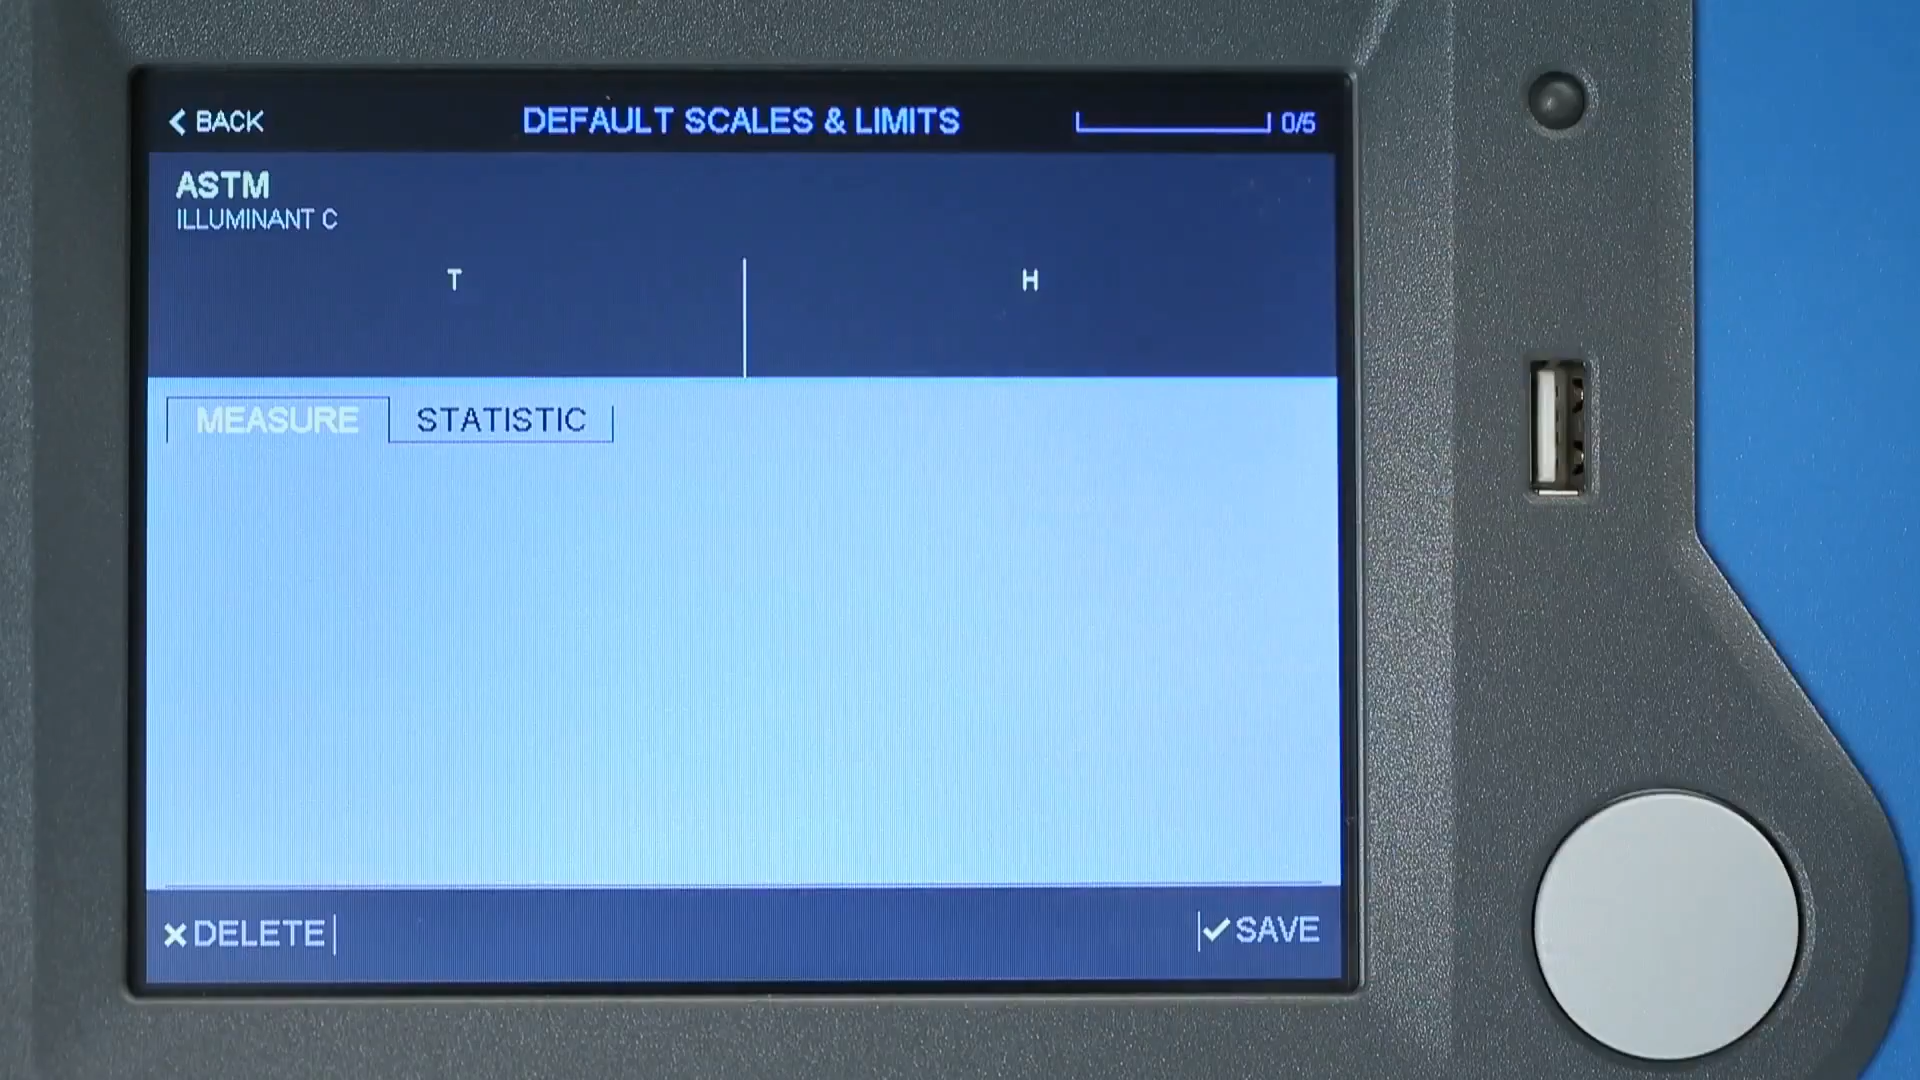 BACK
DEFAULT SCALES & LIMITS
0/5
ASTM
ILLUMINANT C
T
H
MEASURE
STATISTIC
DELETE
SAVE